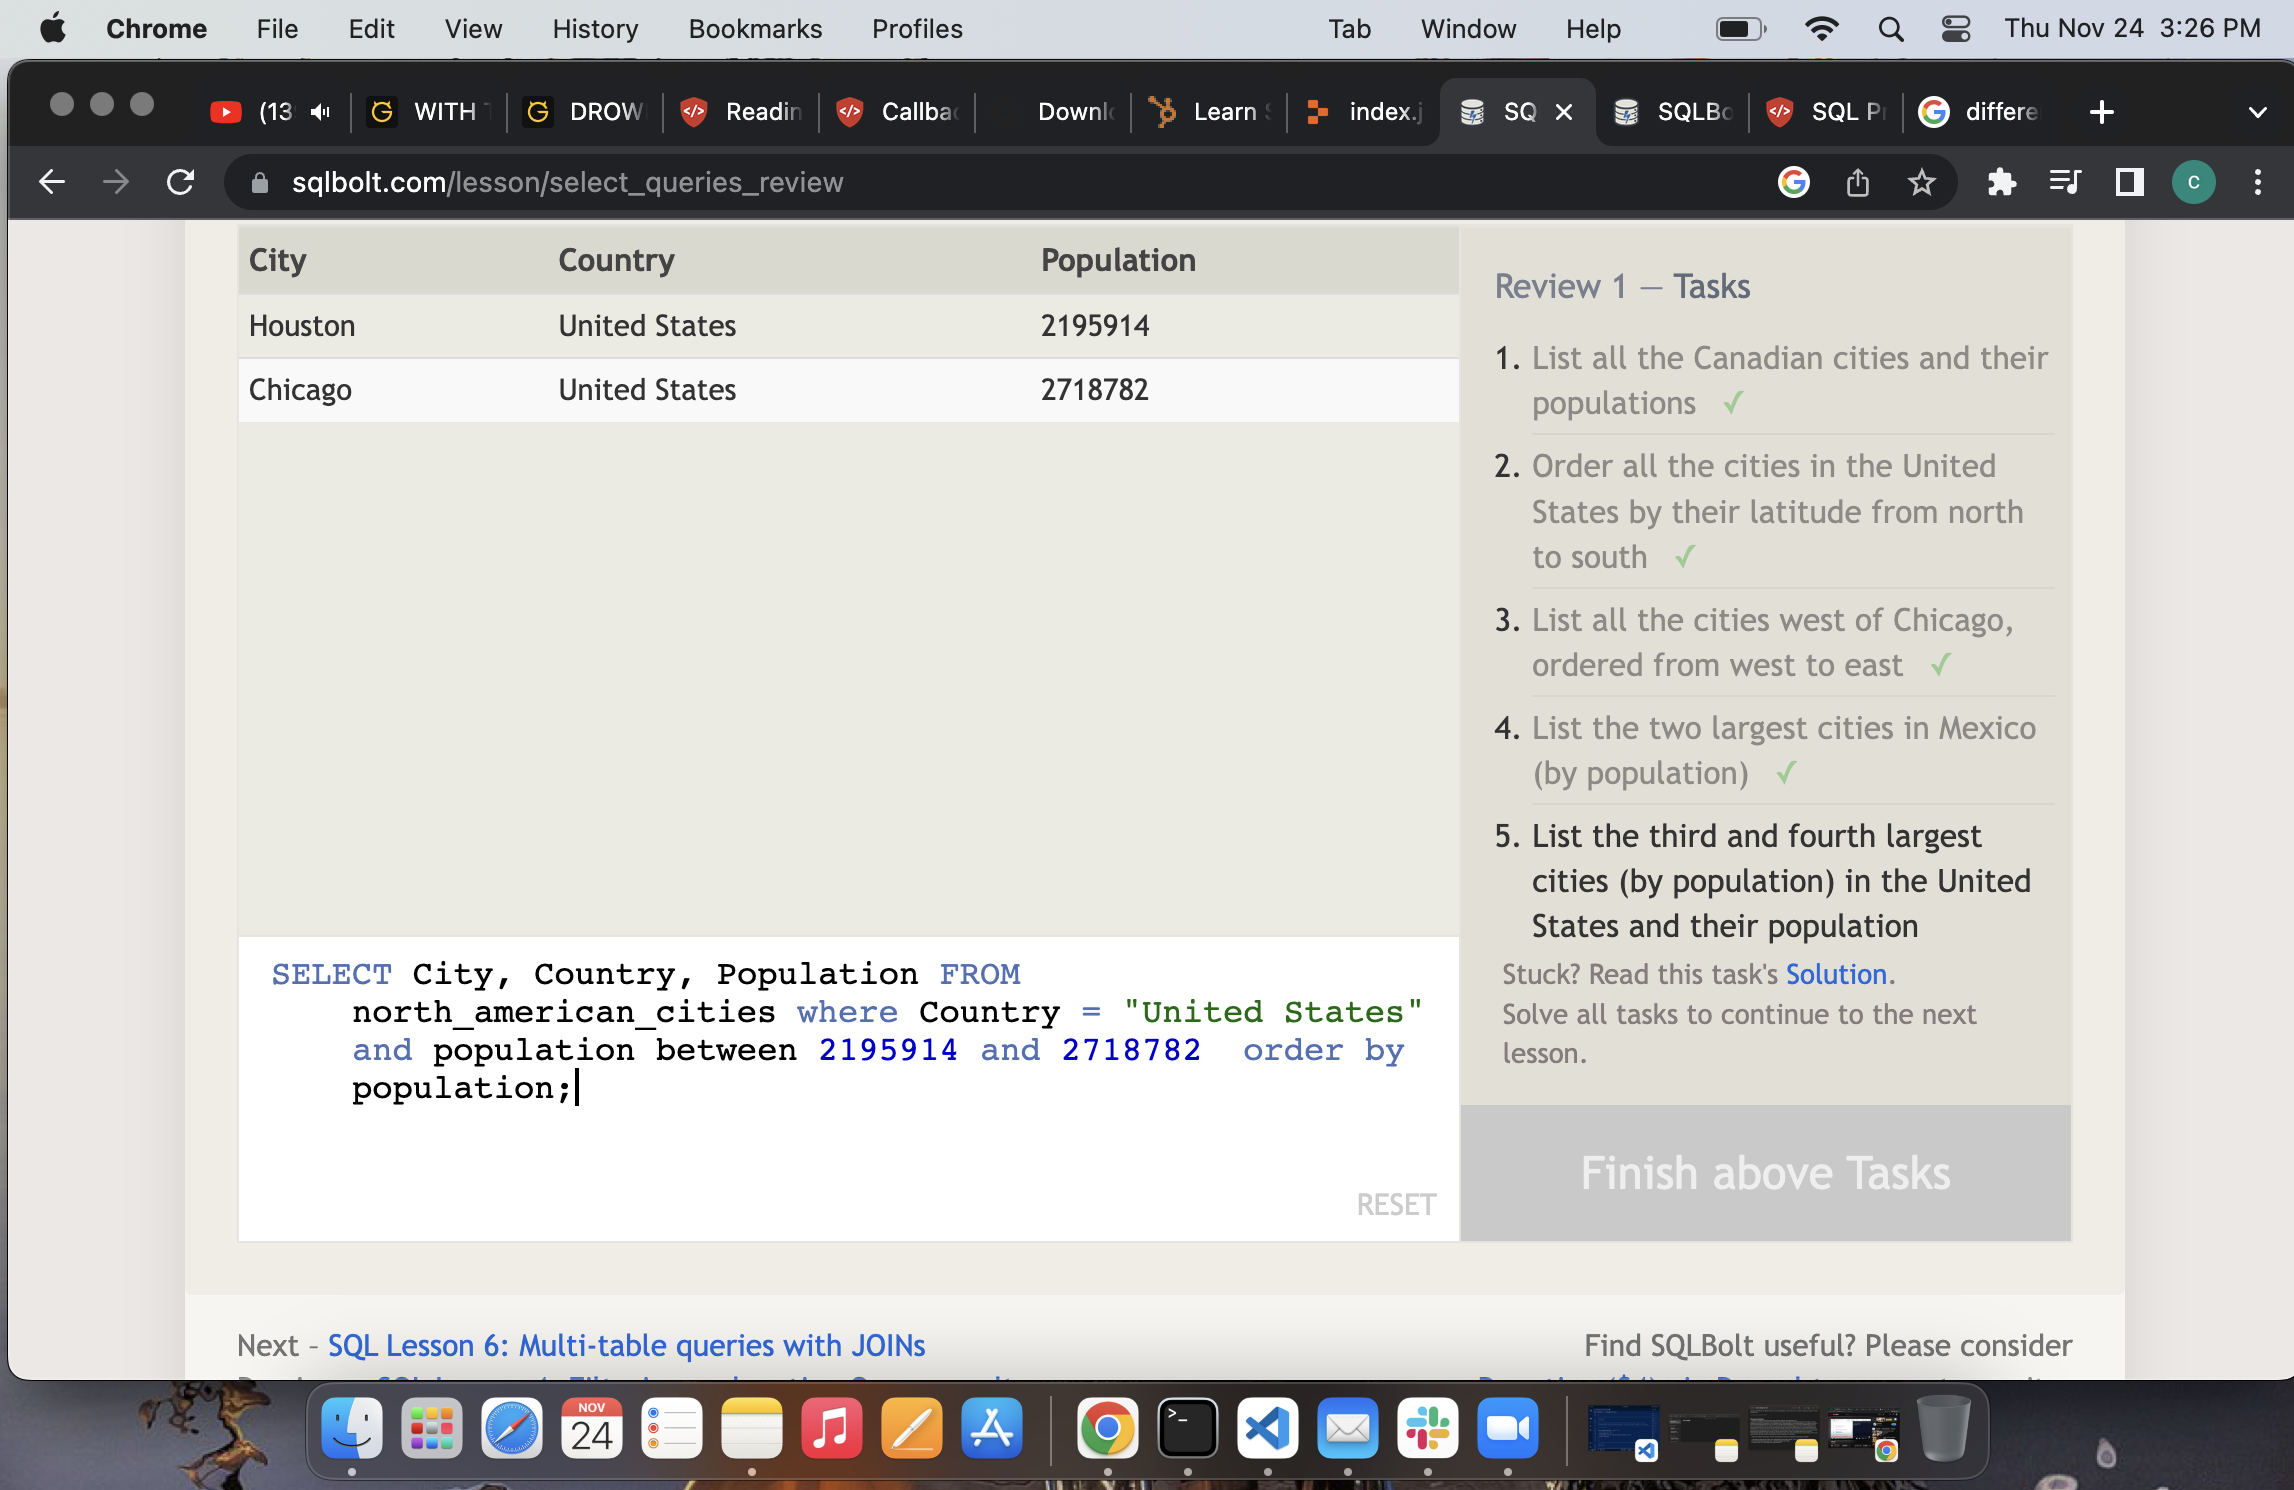 Chrome File Edit View History Bookmarks Profiles Tab Window Help Thu Nov 24 3:26 PM
(13 WITH DROW Readin Callba Downl Learn index.j SQ SQLBo SQL P differe
sqlbolt.com/lesson/select_queries_review C
City Country Population
Houston United States 2195914
Chicago United States 2718782
Review 1 — Tasks
1. List all the Canadian cities and their
populations ✓
2. Order all the cities in the United
States by their latitude from north
to south ✓
3. List all the cities west of Chicago,
ordered from west to east ✓
4. List the two largest cities in Mexico
(by population) ✓
5. List the third and fourth largest
cities (by population) in the United
States and their population
Stuck? Read this task's Solution.
Solve all tasks to continue to the next
lesson.
Finish above Tasks
SELECT City, Country, Population FROM
north_american_cities where Country = "United States"
and population between 2195914 and 2718782  order by
population;
RESET
Next – SQL Lesson 6: Multi-table queries with JOINs
Find SQLBolt useful? Please consider
NOV
24